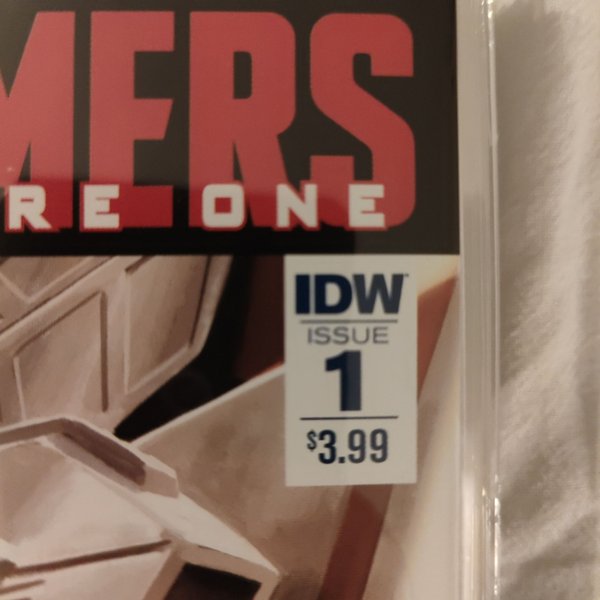 MERS
RE ONE
IDW
ISSUE
1
$3.99